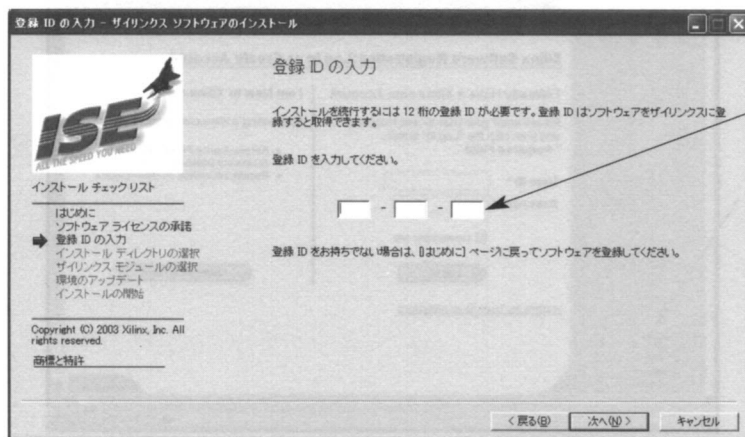 登録 ID の入力 - ザイリンクス ソフトウェアのインストール
ISE
ALL THE SPEED YOU NEED
インストール チェックリスト
はじめに
ソフトウェア ライセンスの承諾
登録 ID の入力
インストール ディレクトリの選択
ザイリンクス モジュールの選択
環境のアップデート
インストールの開始
Copyright (C) 2003 Xilinx, Inc. All
rights reserved.
商標と特許
登録 ID の入力
インストールを続行するには 12 桁の登録 ID が必要です。登録 ID はソフトウェアをザイリンクスに登
録すると取得できます。
登録 ID を入力してください。
- -
登録 ID をお持ちでない場合は、[はじめに] ページに戻ってソフトウェアを登録してください。
< 戻る(B)
次へ(N) >
キャンセル